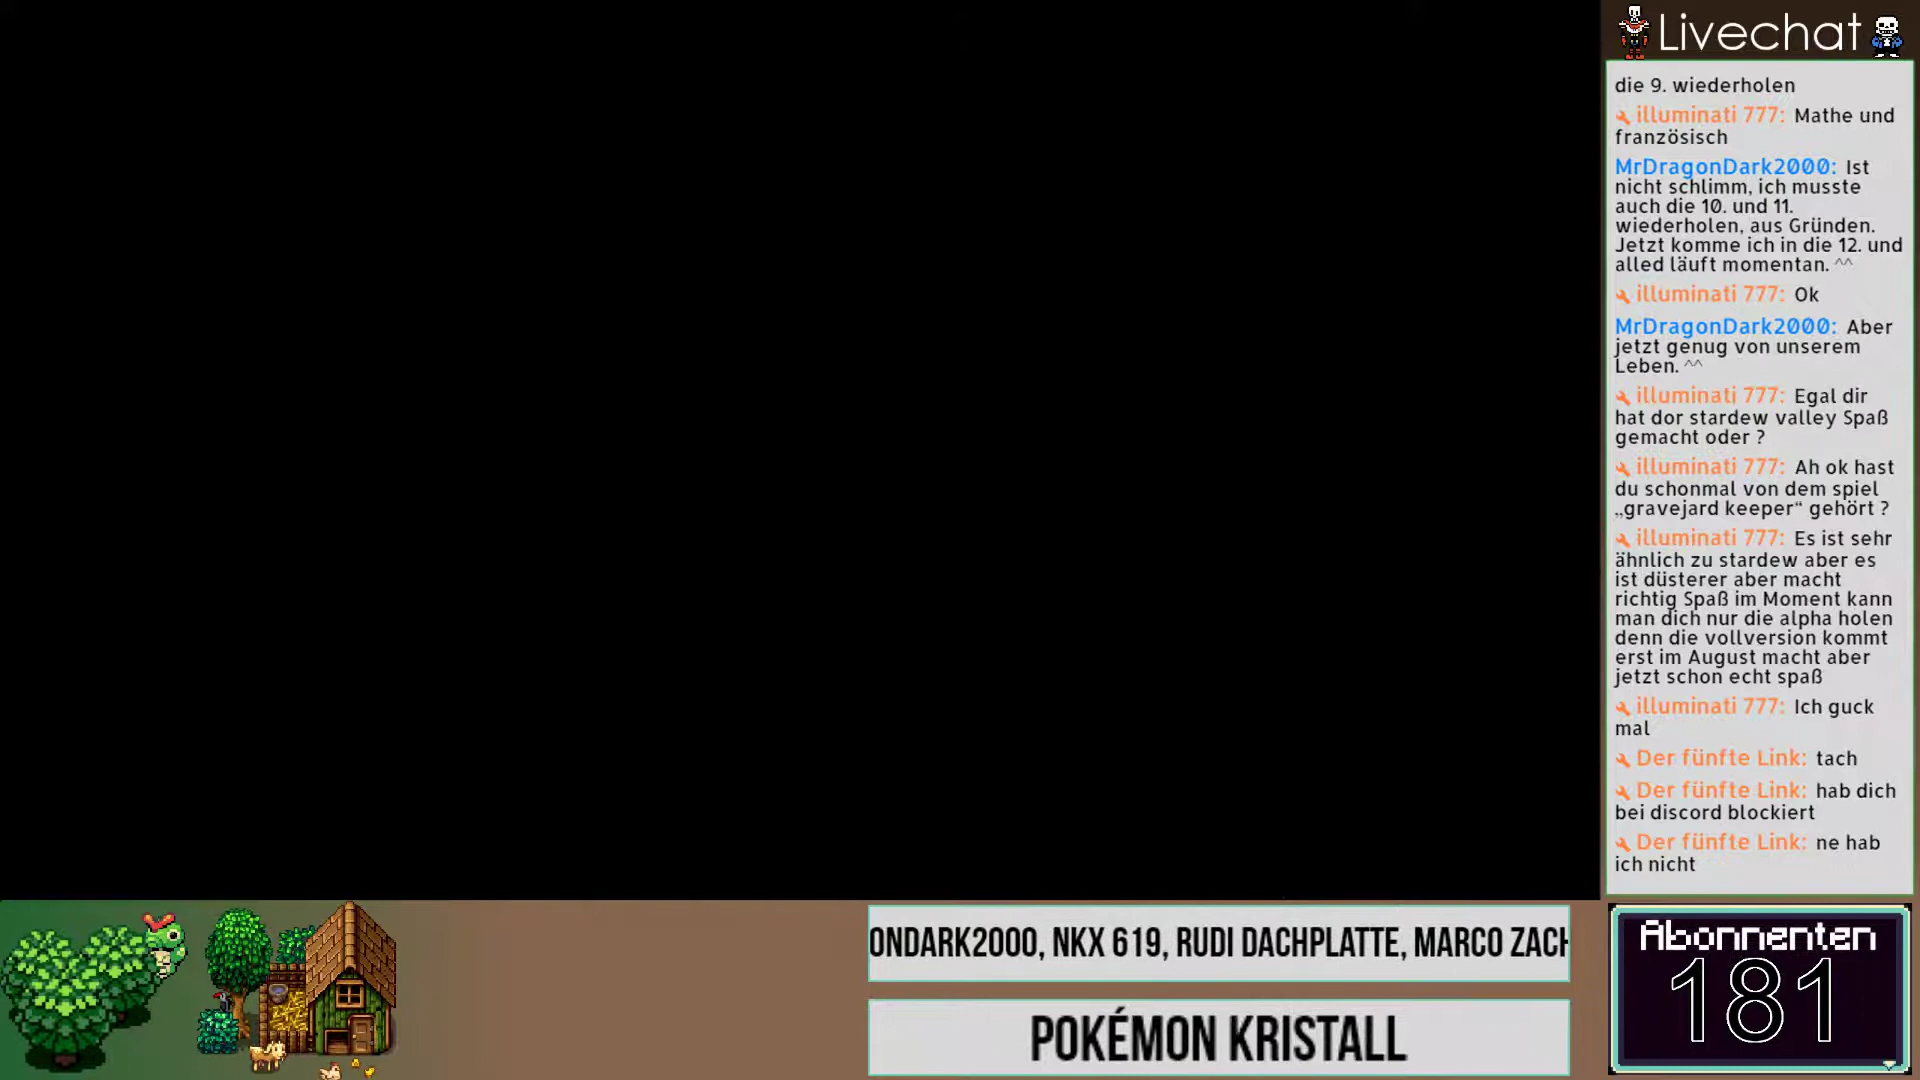 Livechat
die 9. wiederholen
illuminati 777: Mathe und
französisch
MrDragonDark2000: Ist
nicht schlimm, ich musste
auch die 10. und 11.
wiederholen, aus Gründen.
Jetzt komme ich in die 12. und
alled läuft momentan. ^^
illuminati 777: Ok
MrDragonDark2000: Aber
jetzt genug von unserem
Leben. ^^
illuminati 777: Egal dir
hat dor stardew valley Spaß
gemacht oder ?
illuminati 777: Ah ok hast
du schonmal von dem spiel
„gravejard keeper“ gehört ?
illuminati 777: Es ist sehr
ähnlich zu stardew aber es
ist düsterer aber macht
richtig Spaß im Moment kann
man dich nur die alpha holen
denn die vollversion kommt
erst im August macht aber
jetzt schon echt spaß
illuminati 777: Ich guck
mal
Der fünfte Link: tach
Der fünfte Link: hab dich
bei discord blockiert
Der fünfte Link: ne hab
ich nicht
ONDARK2000, NKX 619, RUDI DACHPLATTE, MARCO ZACH
POKÉMON KRISTALL
Abonnenten
181